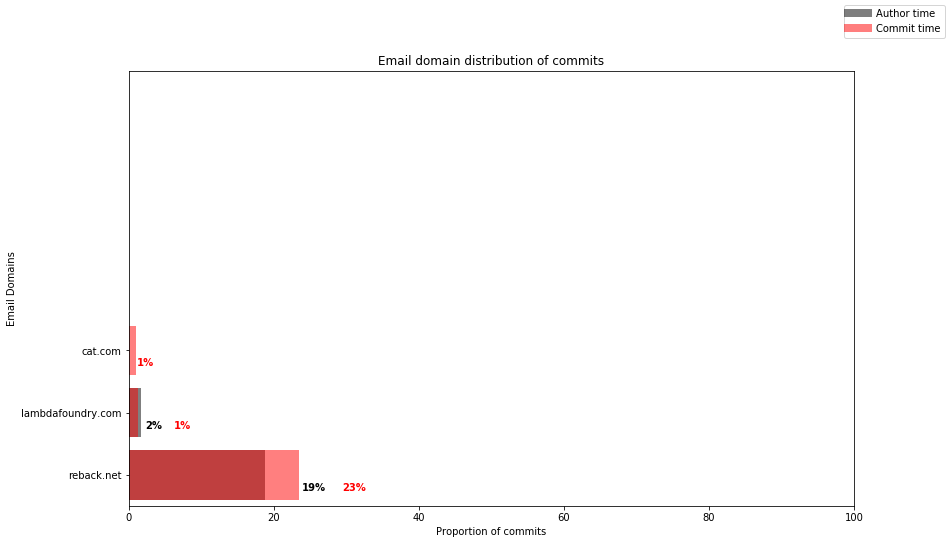 Author time
Commit time
Email domain distribution of commits
Email Domains
cat.com
1%
lambdafoundry.com
2% 1%
reback.net
19% 23%
0 20 40 60 80 100
Proportion of commits